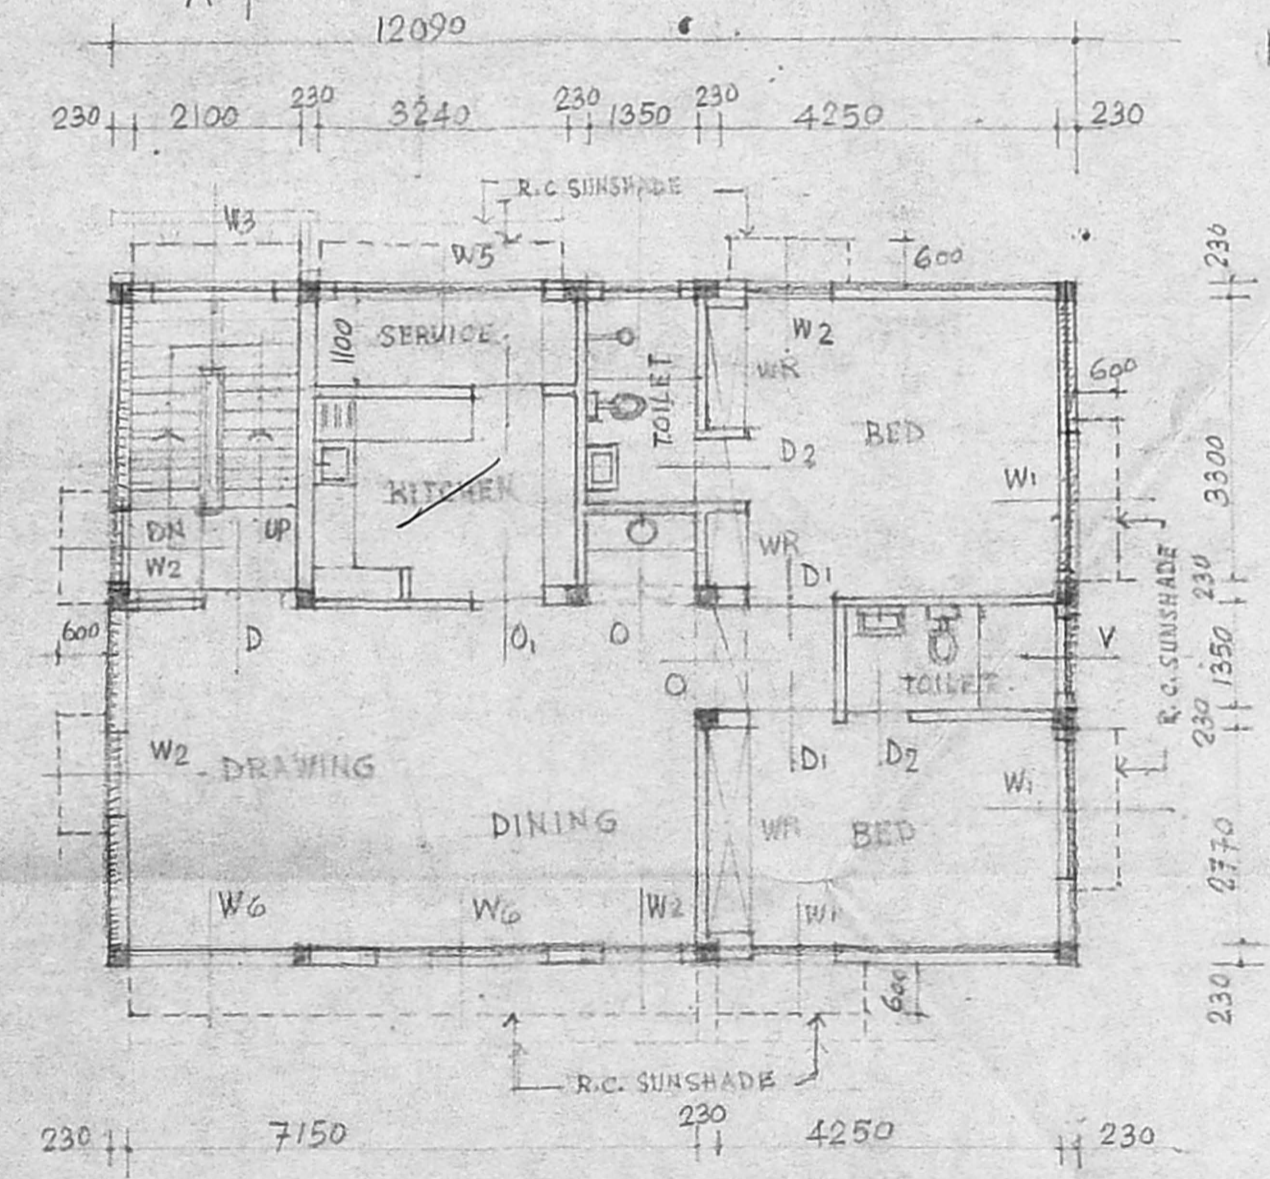 12090
230 2100 230 3240 230 1350 230 4250 230
R.C SUNSHADE
W3
W5
600
230
1100
SERVICE
W2
WR
600
TOILET
BED
D2
3300
KITCHEN
W1
DN
UP
W2
WR
D1
230
600
D
O1
O
V
1350
O
TOILET
R.C. SUNSHADE
230
W2
DRAWING
D1
D2
W1
DINING
WR
BED
2770
W6
W6
W2
W1
600
230
R.C. SUNSHADE
230 7150 230 4250 230